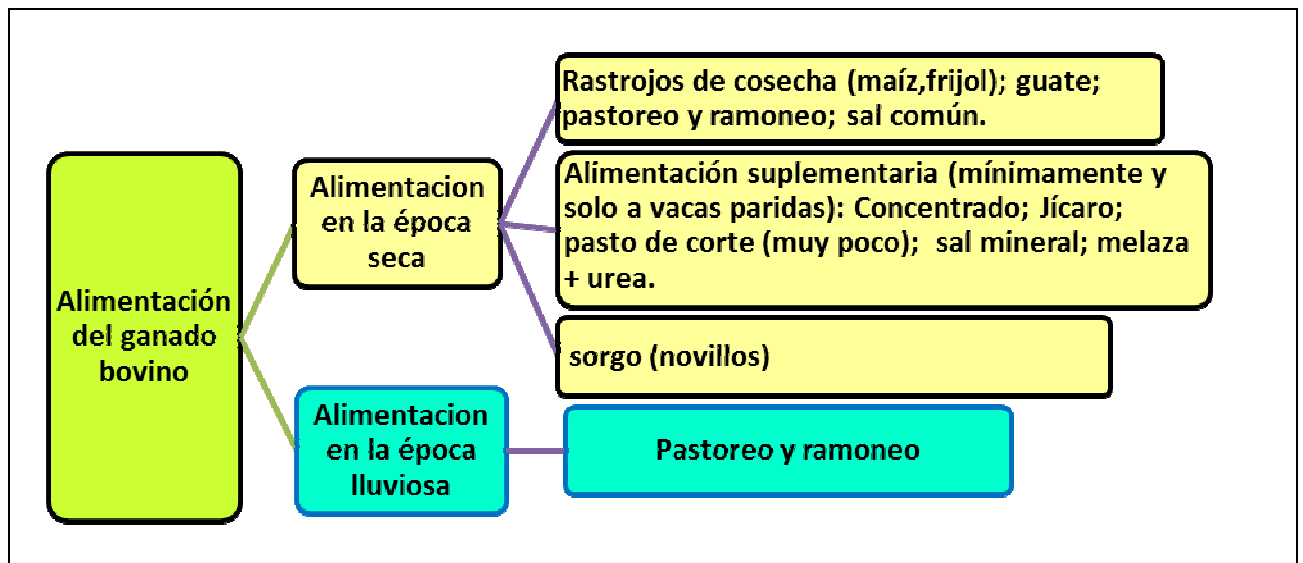 Alimentación
del ganado
bovino
Alimentacion
en la época
seca
Rastrojos de cosecha (maíz,frijol); guate;
pastoreo y ramoneo; sal común.
Alimentación suplementaria (mínimamente y
solo a vacas paridas): Concentrado; Jícaro;
pasto de corte (muy poco); sal mineral; melaza
+ urea.
sorgo (novillos)
Alimentacion
en la época
lluviosa
Pastoreo y ramoneo